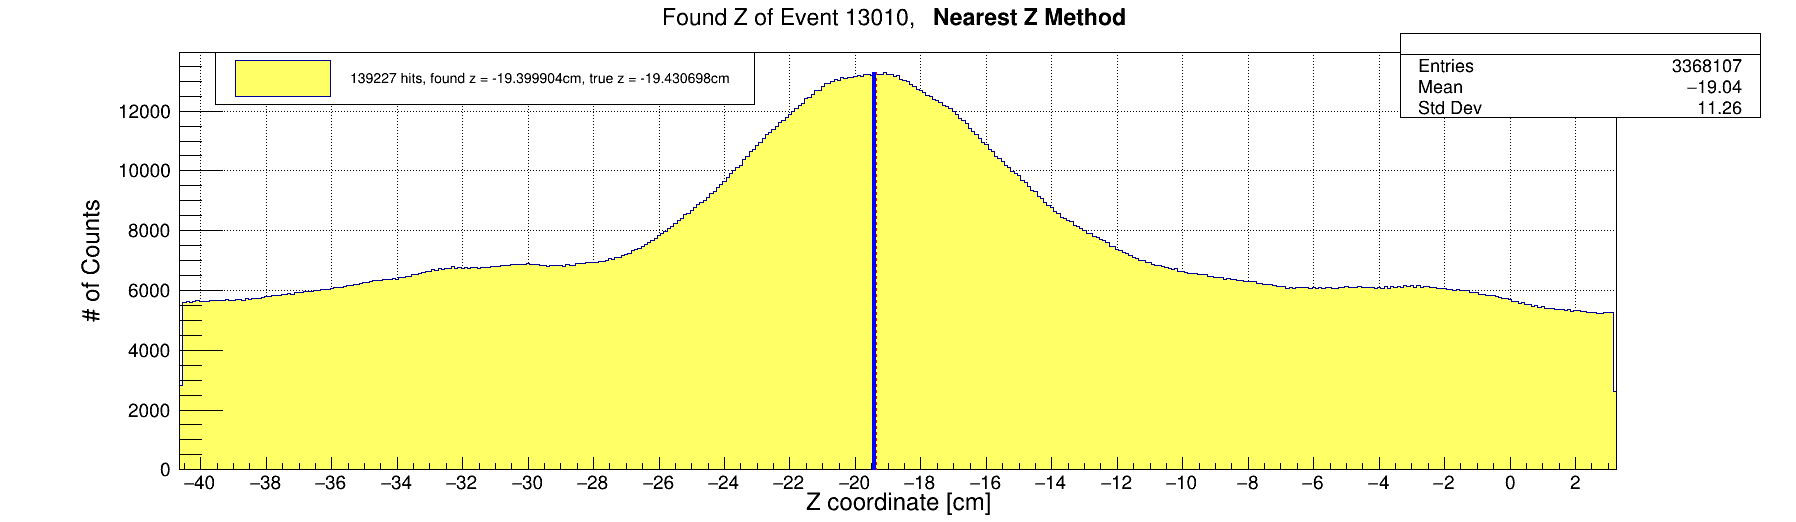 Found Z of Event 13010, Nearest Z Method
139227 hits, found z = -19.399904cm, true z = -19.430698cm
Entries 3368107
Mean −19.04
Std Dev 11.26
# of Counts
12000
10000
8000
6000
4000
2000
0
−40 −38 −36 −34 −32 −30 −28 −26 −24 −22 −20 −18 −16 −14 −12 −10 −8 −6 −4 −2 0 2
Z coordinate [cm]